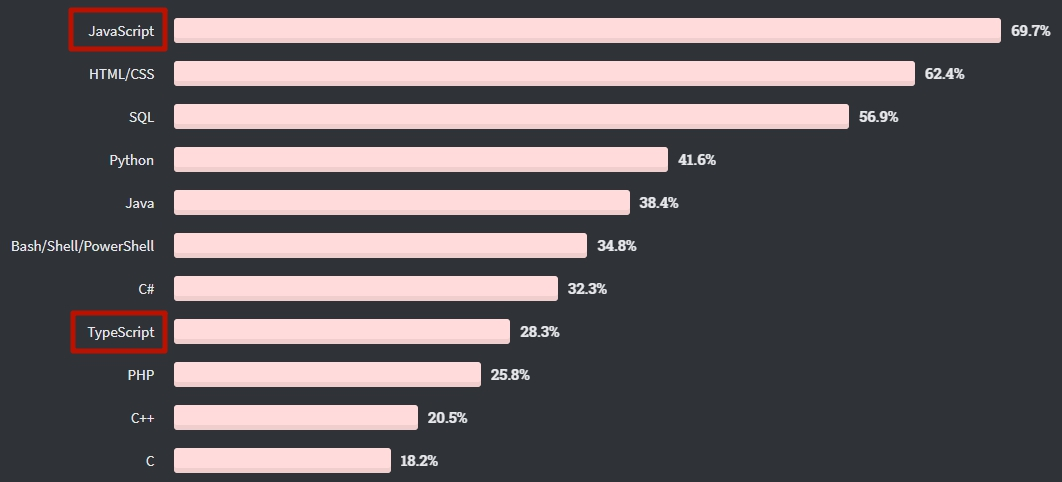 JavaScript 69.7%
HTML/CSS 62.4%
SQL 56.9%
Python 41.6%
Java 38.4%
Bash/Shell/PowerShell 34.8%
C# 32.3%
TypeScript 28.3%
PHP 25.8%
C++ 20.5%
C 18.2%